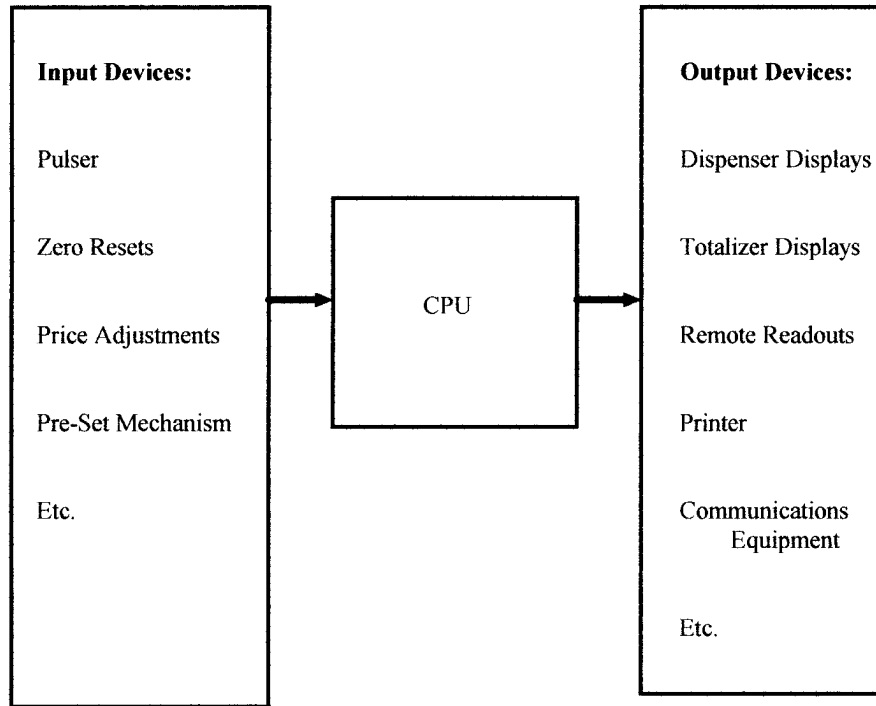 Input Devices:
Pulser
Zero Resets
Price Adjustments
Pre-Set Mechanism
Etc.
CPU
Output Devices:
Dispenser Displays
Totalizer Displays
Remote Readouts
Printer
Communications
Equipment
Etc.